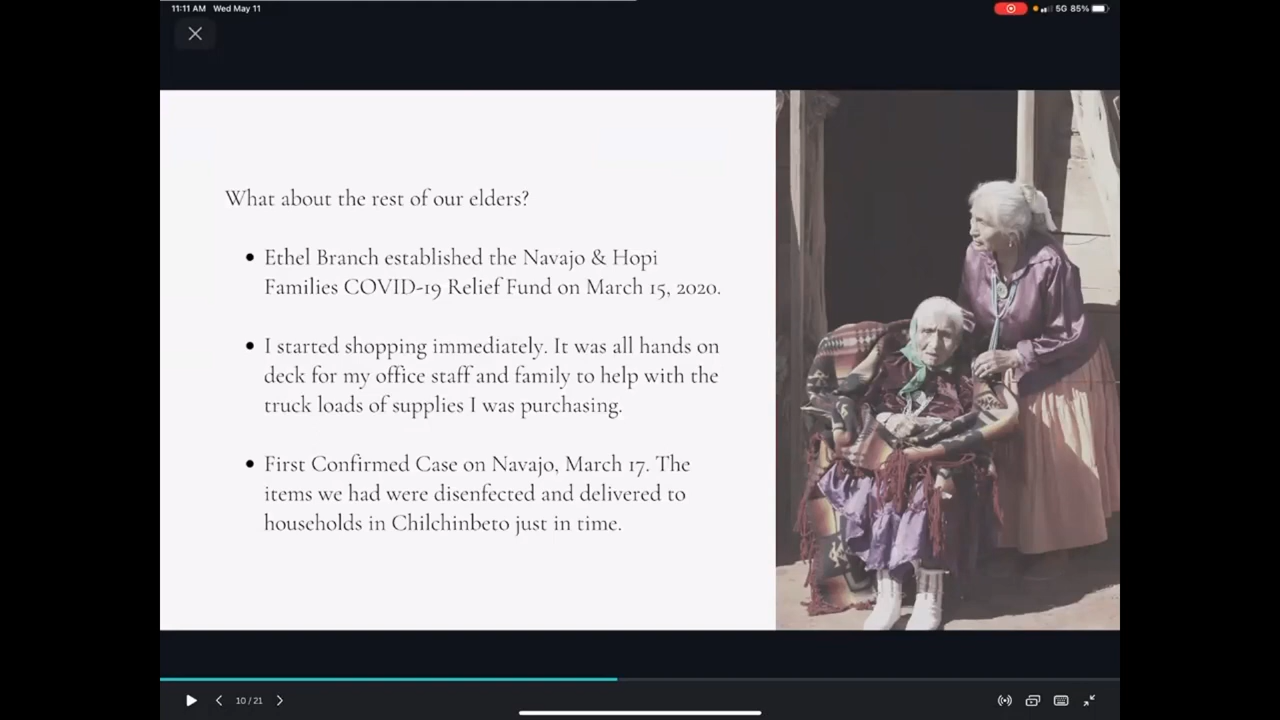 11:11 AM Wed May 11
5G 85%
What about the rest of our elders?
• Ethel Branch established the Navajo & Hopi
Families COVID-19 Relief Fund on March 15, 2020.
• I started shopping immediately. It was all hands on
deck for my office staff and family to help with the
truck loads of supplies I was purchasing.
• First Confirmed Case on Navajo, March 17. The
items we had were disenfected and delivered to
households in Chilchinbeto just in time.
10 / 21